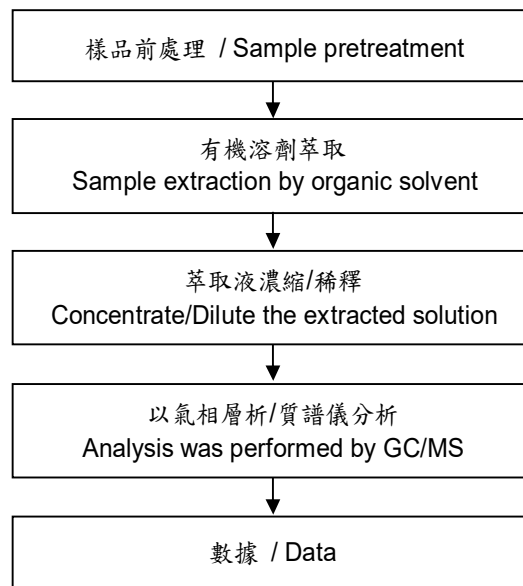 樣品前處理 / Sample pretreatment
有機溶劑萃取
Sample extraction by organic solvent
萃取液濃縮/稀釋
Concentrate/Dilute the extracted solution
以氣相層析/質譜儀分析
Analysis was performed by GC/MS
數據 / Data